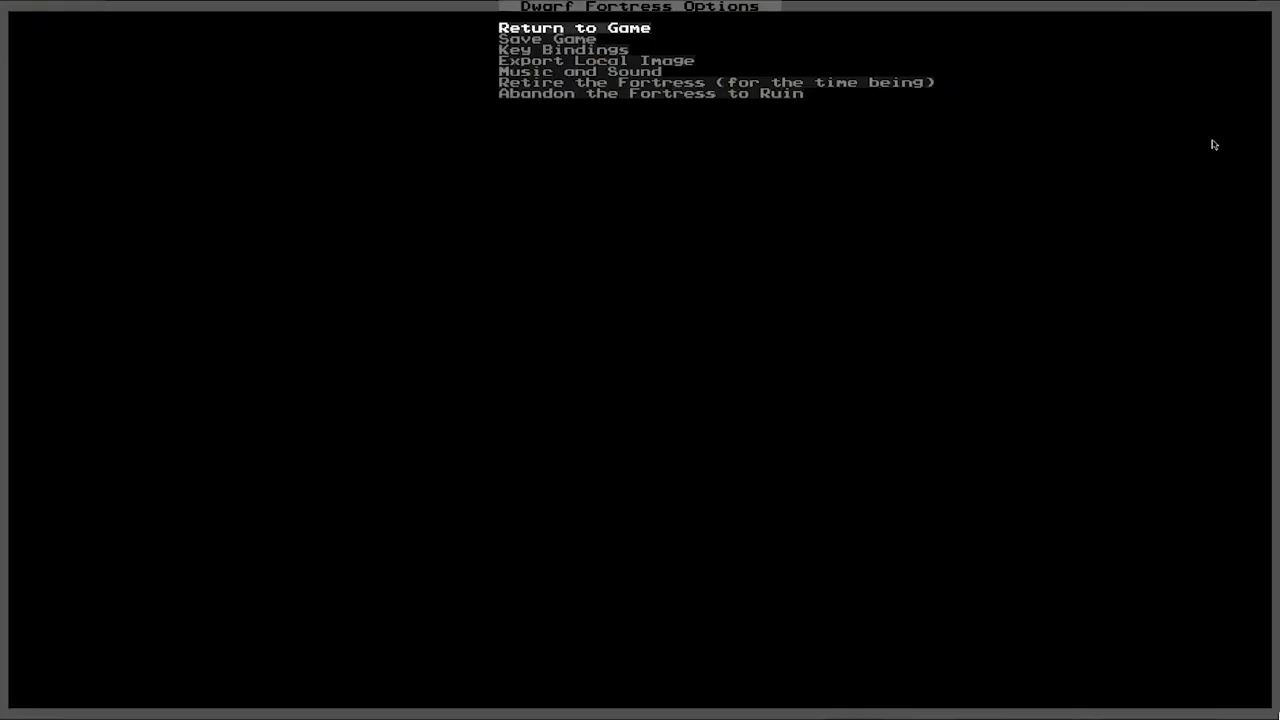 Dwarf Fortress Options
Return to Game
Save Game
Key Bindings
Export Local Image
Music and Sound
Retire the Fortress (for the time being)
Abandon the Fortress to Ruin